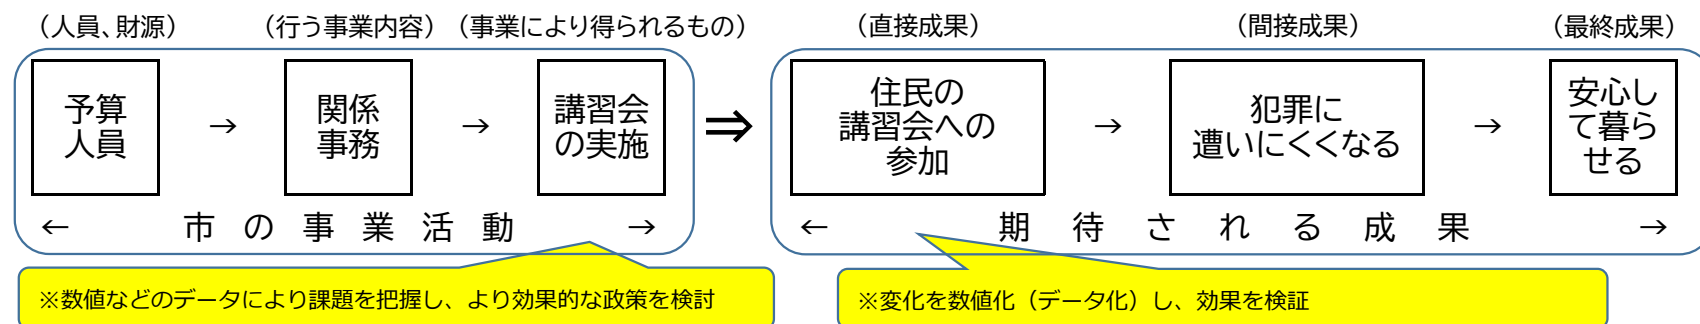 （人員、財源）
（行う事業内容）
（事業により得られるもの）
（直接成果）
（間接成果）
（最終成果）
予算
人員
→
関係
事務
→
講習会
の実施
⇒
住民の
講習会への
参加
→
犯罪に
遭いにくくなる
→
安心し
て暮ら
せる
← 市の事業活動 →
← 期待される成果 →
※数値などのデータにより課題を把握し、より効果的な政策を検討
※変化を数値化（データ化）し、効果を検証